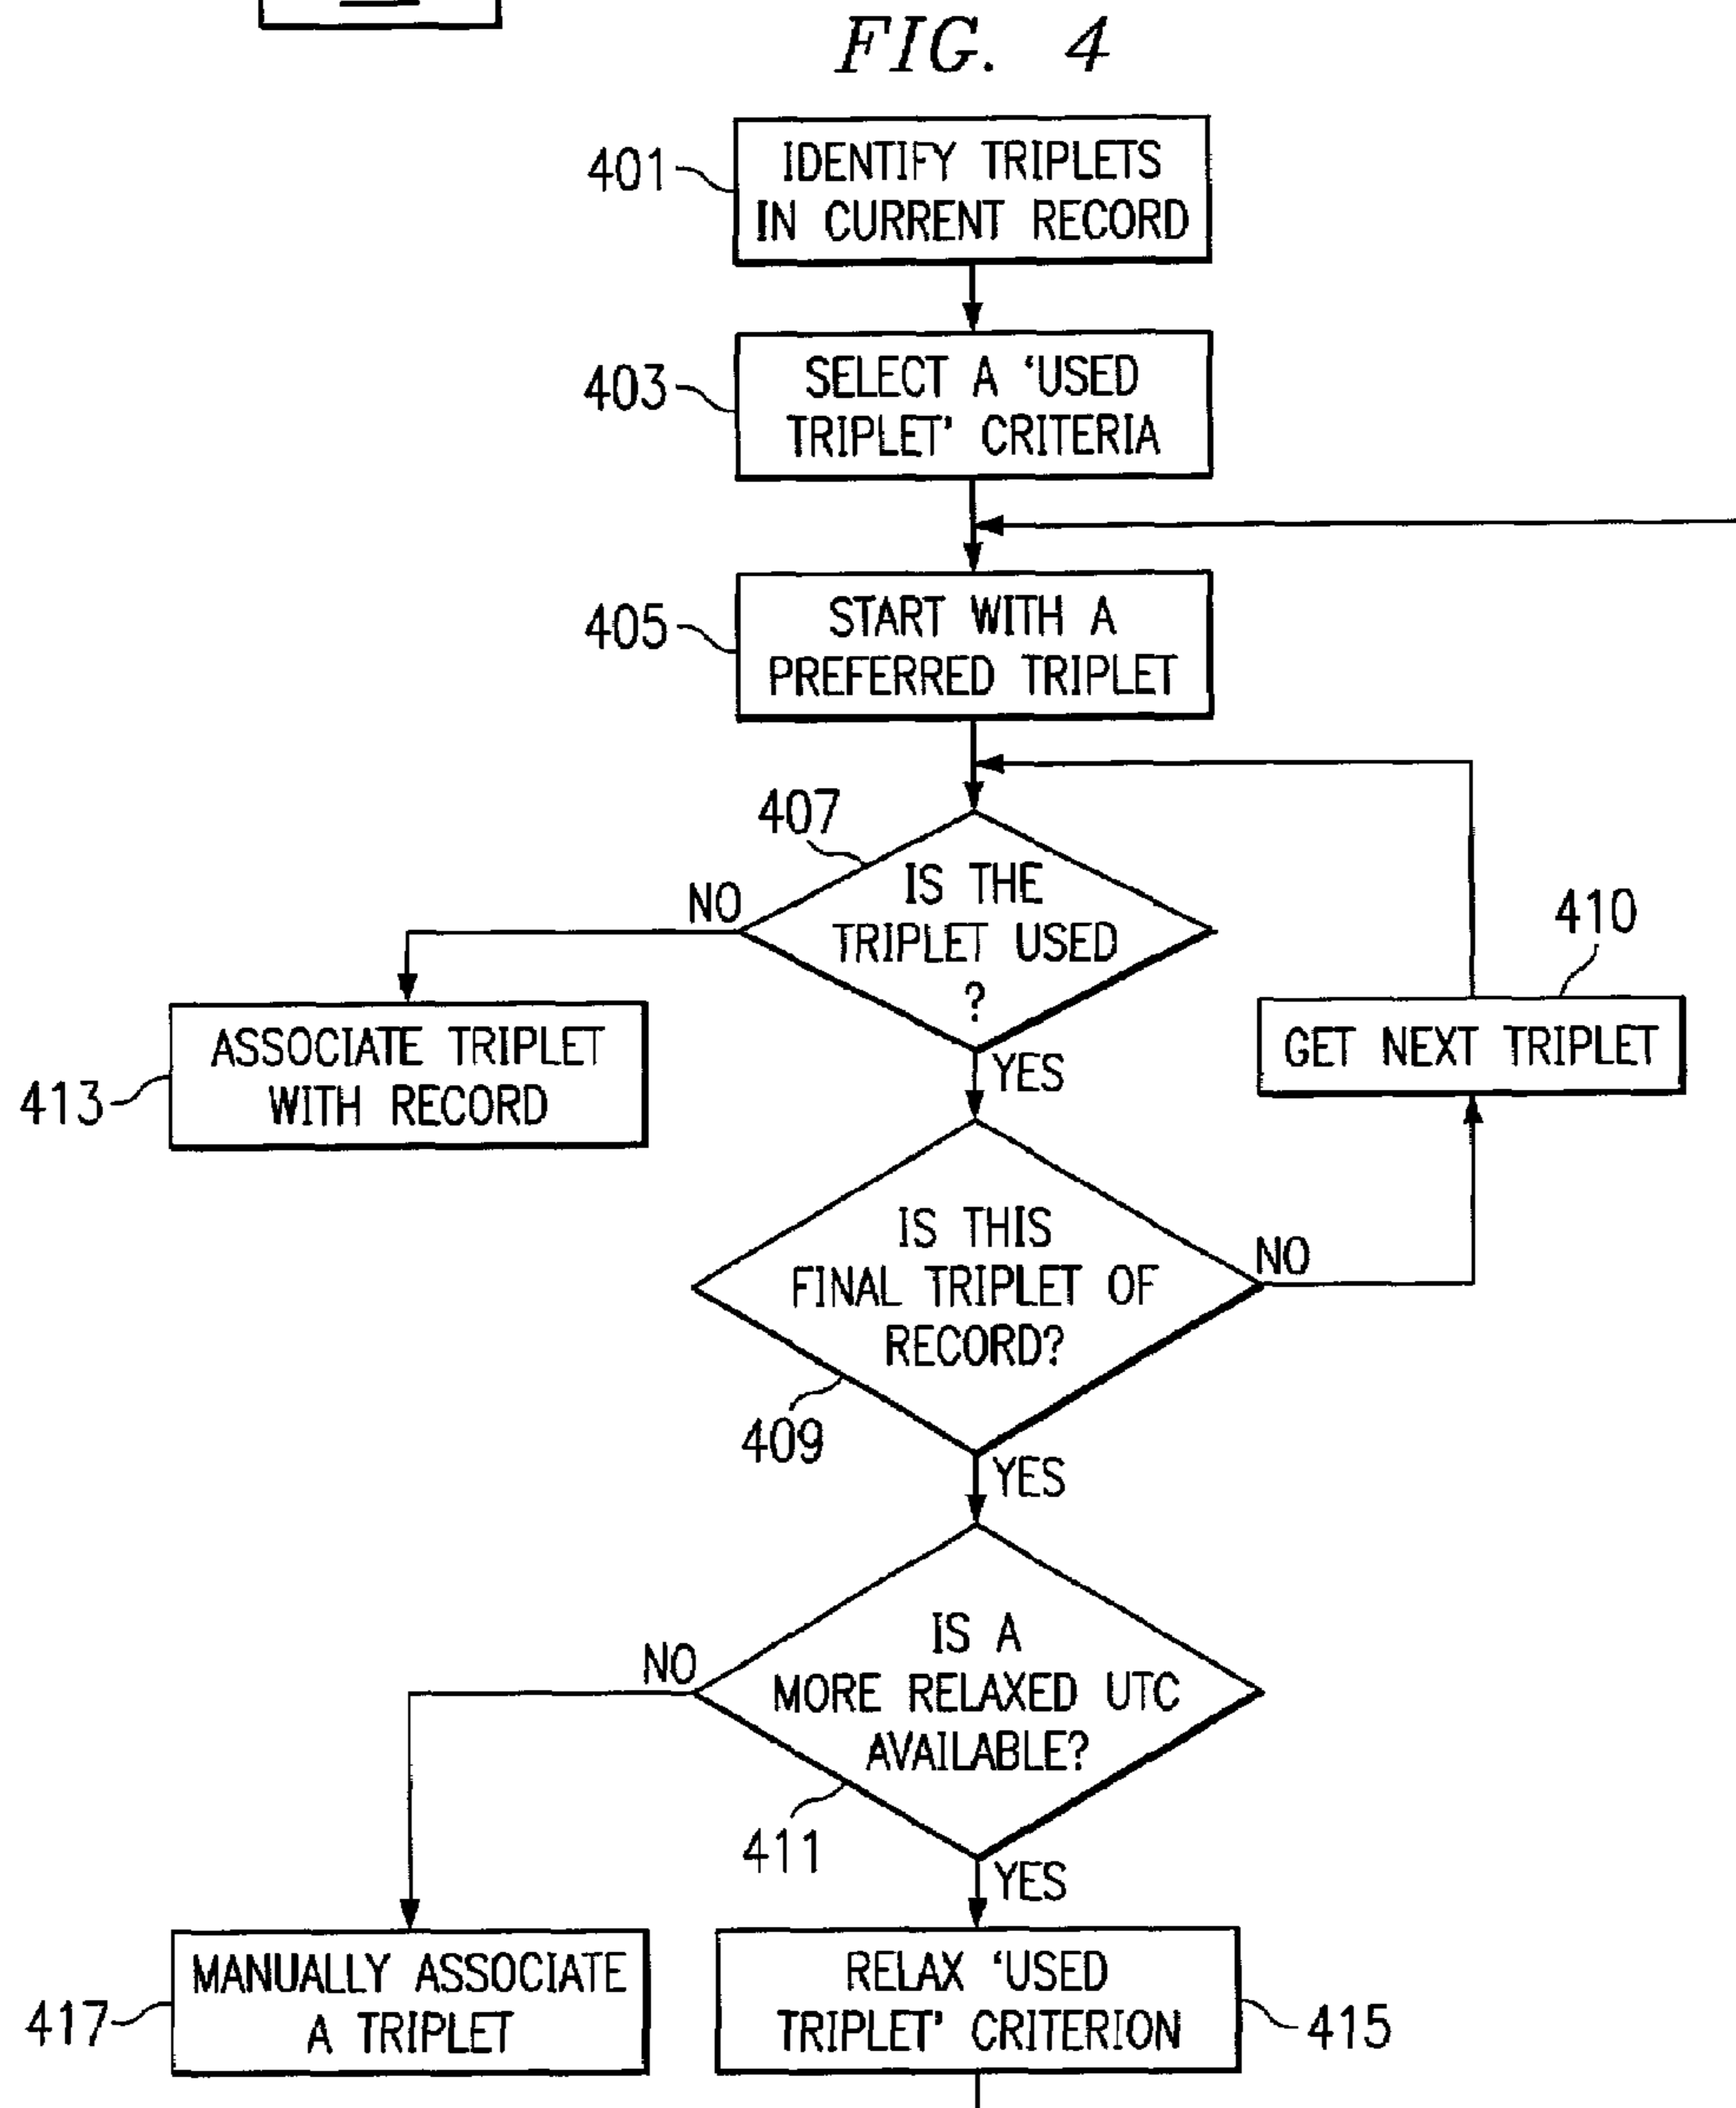 FIG. 4
401
IDENTIFY TRIPLETS
IN CURRENT RECORD
403
SELECT A 'USED
TRIPLET' CRITERIA
405
START WITH A
PREFERRED TRIPLET
407
IS THE
TRIPLET USED
?
NO
YES
410
GET NEXT TRIPLET
413
ASSOCIATE TRIPLET
WITH RECORD
IS THIS
FINAL TRIPLET OF
RECORD?
NO
409
YES
IS A
MORE RELAXED UTC
AVAILABLE?
NO
411
YES
417
MANUALLY ASSOCIATE
A TRIPLET
RELAX 'USED
TRIPLET' CRITERION
415